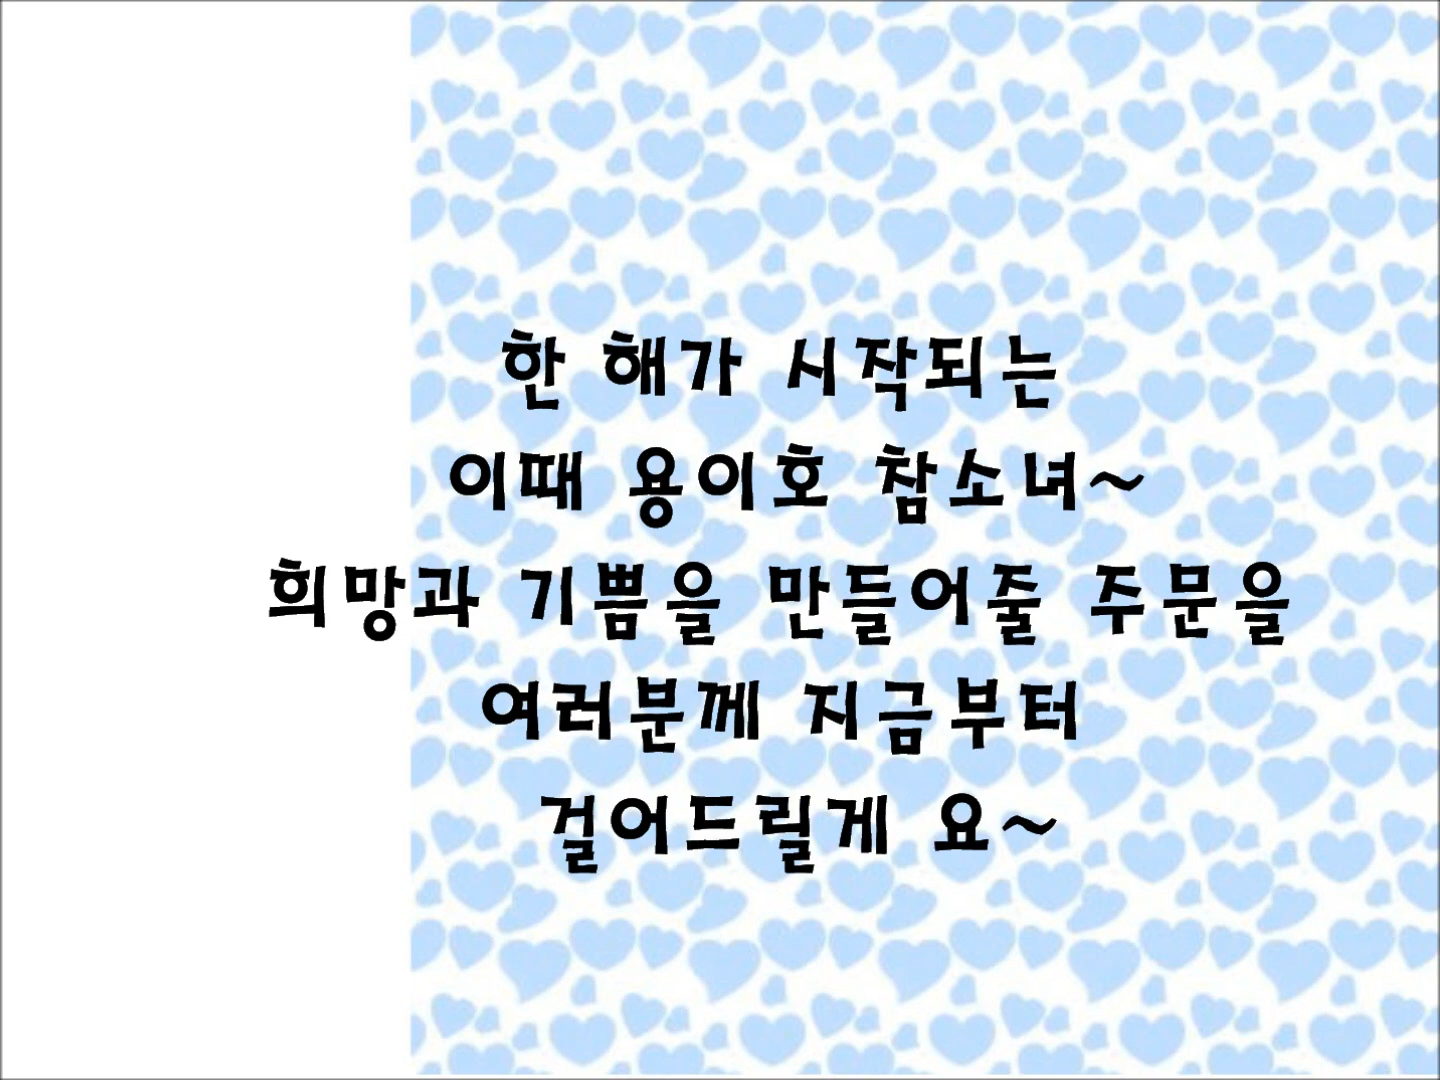 한 해가 시작되는
이때 용이호 참소녀~
희망과 기쁨을 만들어줄 주문을
여러분께 지금부터
걸어드릴게 요~